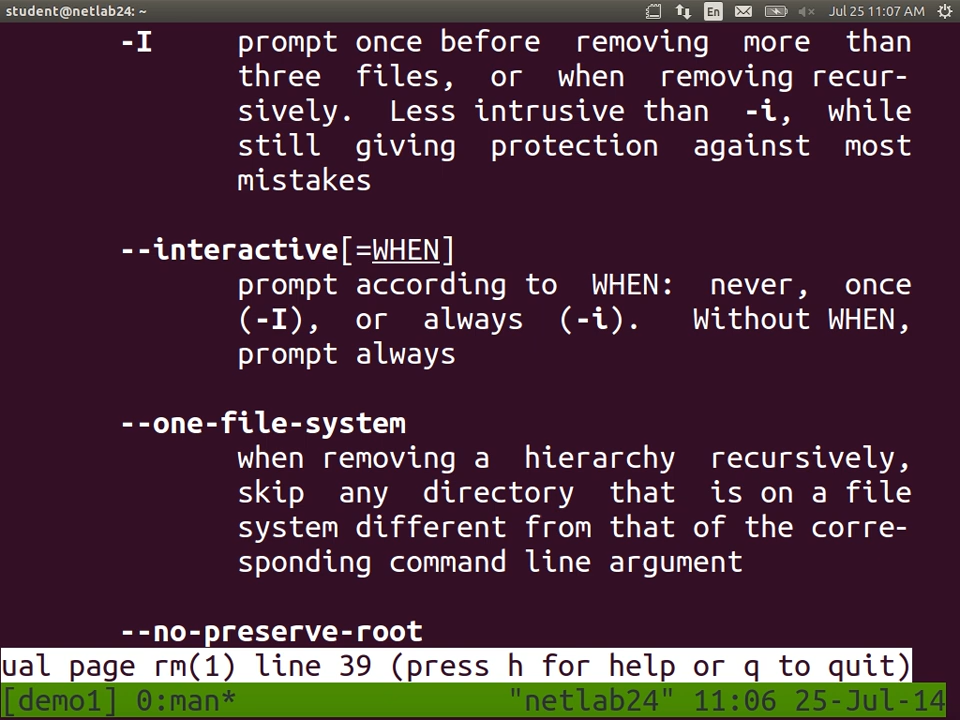 student@netlab24: ~
En
Jul 25 11:07 AM
-I prompt once before removing more than
three files, or when removing recur-
sively. Less intrusive than -i, while
still giving protection against most
mistakes
--interactive[=WHEN]
prompt according to WHEN: never, once
(-I), or always (-i). Without WHEN,
prompt always
--one-file-system
when removing a hierarchy recursively,
skip any directory that is on a file
system different from that of the corre-
sponding command line argument
--no-preserve-root
ual page rm(1) line 39 (press h for help or q to quit)
[demo1] 0:man* "netlab24" 11:06 25-Jul-14